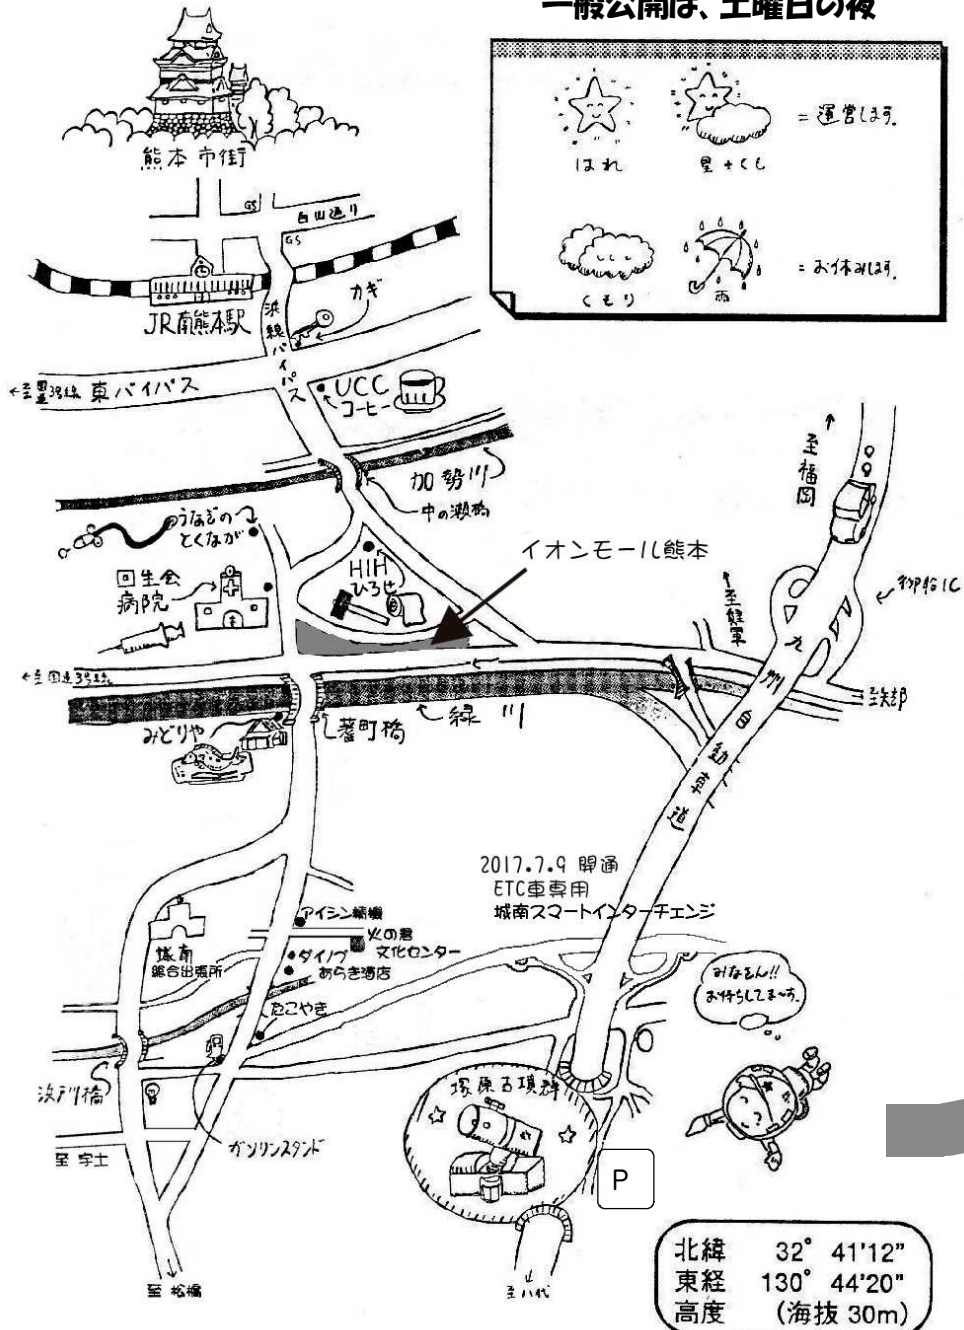 一般公開は、土曜日の夜
はれ
星+くも
=運営します。
くもり
雨
=お休みします。
熊本市街
GS
白山通り
GS
JR南熊本駅
浜線バイパス
カギ
東バイパス
UCC
コーヒー
加勢川
中の瀬橋
至福岡
うなぎの
とくなが
HIH
ひろせ
イオンモール熊本
病院
御船IC
至国道3号線
至矢部
みどりや
緑川
九州自動車道
2017.7.9 開通
ETC車専用
城南スマートインターチェンジ
アイシン精機
火の君
文化センター
ダイノブ
あらき酒店
城南
総合出張所
たこやき
みなさん!!
お待ちしてま〜す。
塚原古墳群
ガソリンスタンド
至 宇土
P
至 松橋
至八代
北緯 32° 41'12"
東経 130° 44'20"
高度 (海抜 30m)